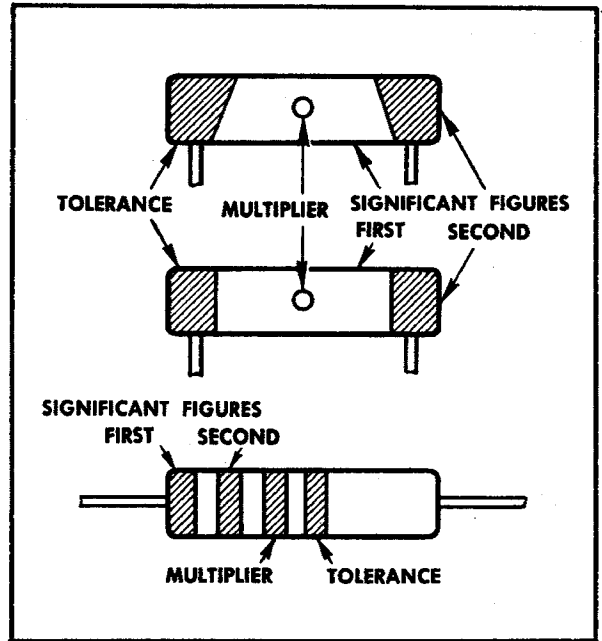 TOLERANCE
MULTIPLIER
SIGNIFICANT FIGURES
FIRST SECOND
SIGNIFICANT FIGURES
FIRST SECOND
MULTIPLIER
TOLERANCE